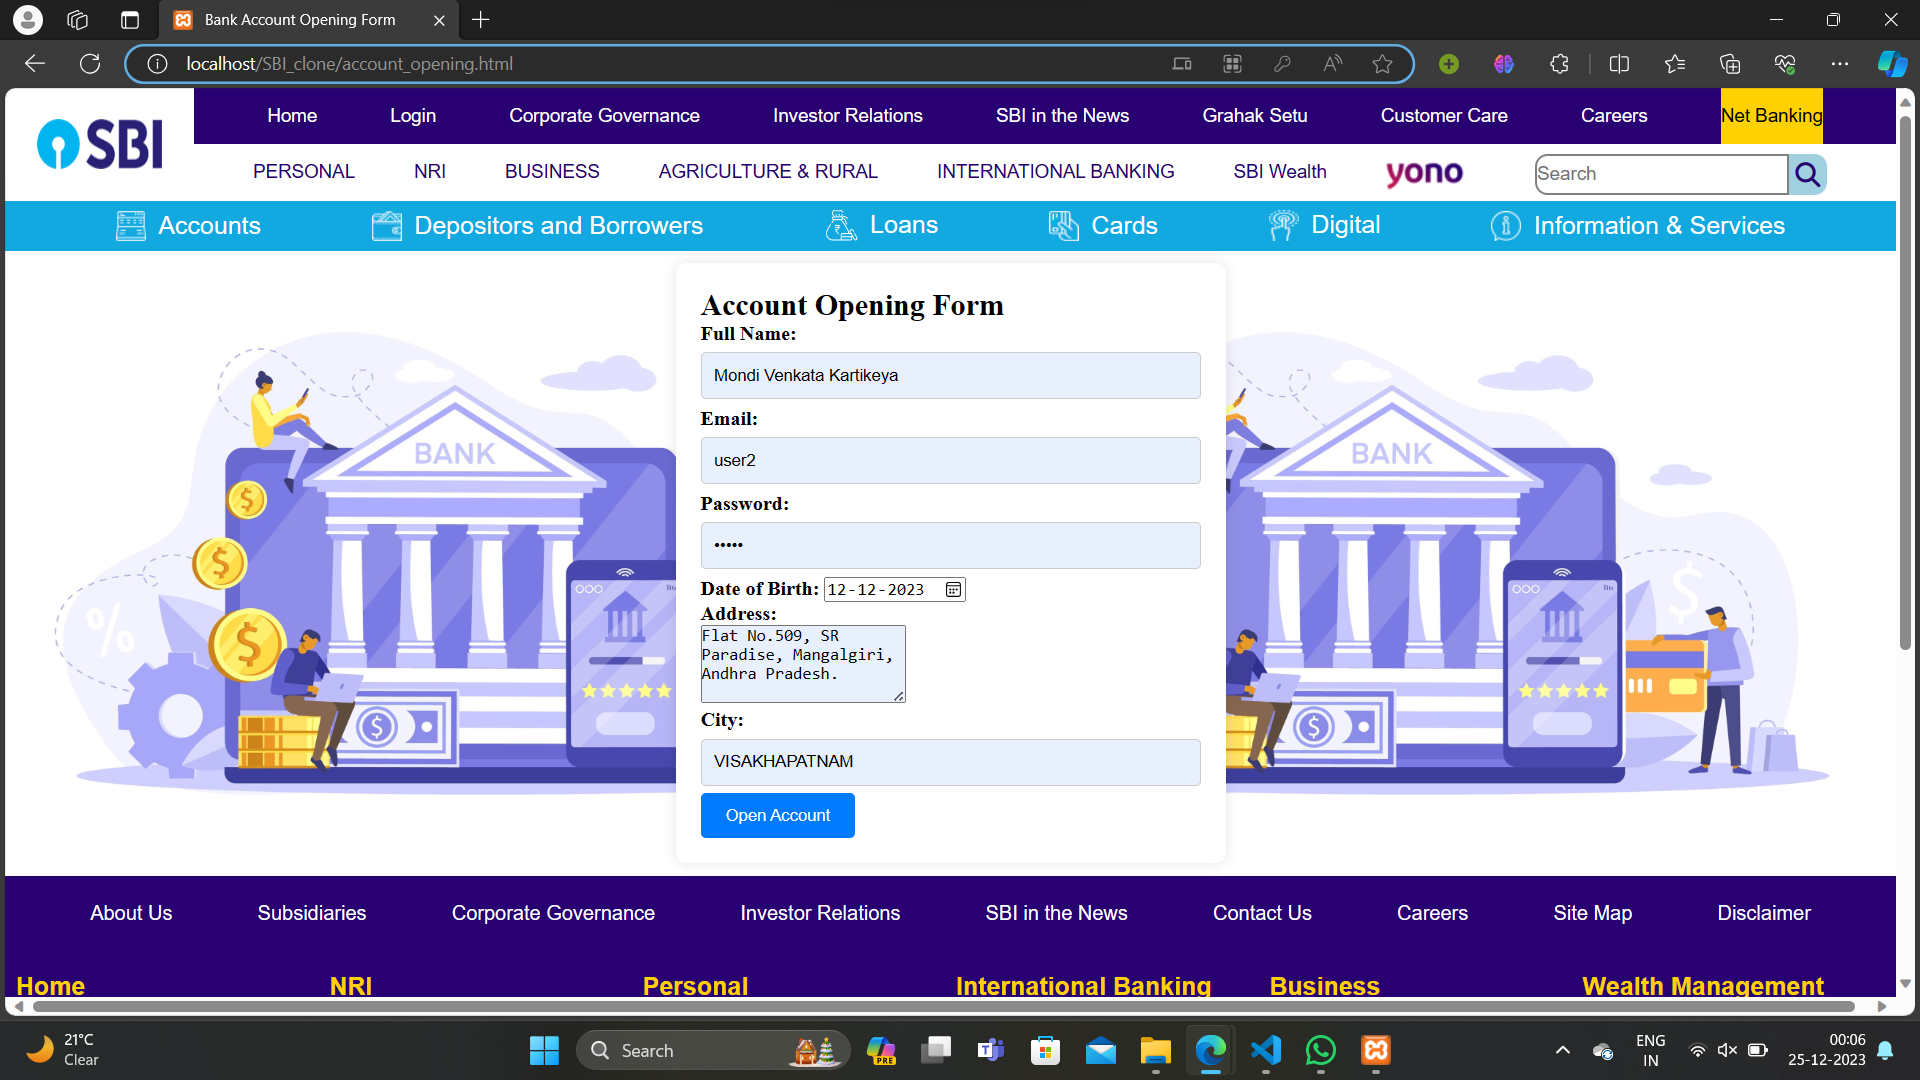 Bank Account Opening Form
localhost/SBI_clone/account_opening.html
SBI
Home Login Corporate Governance Investor Relations SBI in the News Grahak Setu Customer Care Careers Net Banking
PERSONAL NRI BUSINESS AGRICULTURE & RURAL INTERNATIONAL BANKING SBI Wealth yono Search
Accounts Depositors and Borrowers Loans Cards Digital Information & Services
Account Opening Form
Full Name:
Mondi Venkata Kartikeya
Email:
user2
Password:
•••••
Date of Birth: 12-12-2023
Address:
Flat No.509, SR
Paradise, Mangalgiri,
Andhra Pradesh.
City:
VISAKHAPATNAM
Open Account
BANK
BANK
%
$
$
$
$
$
$
About Us Subsidiaries Corporate Governance Investor Relations SBI in the News Contact Us Careers Site Map Disclaimer
Home NRI Personal International Banking Business Wealth Management
21°C
Clear
Search
PRE
ENG
IN
00:06
25-12-2023